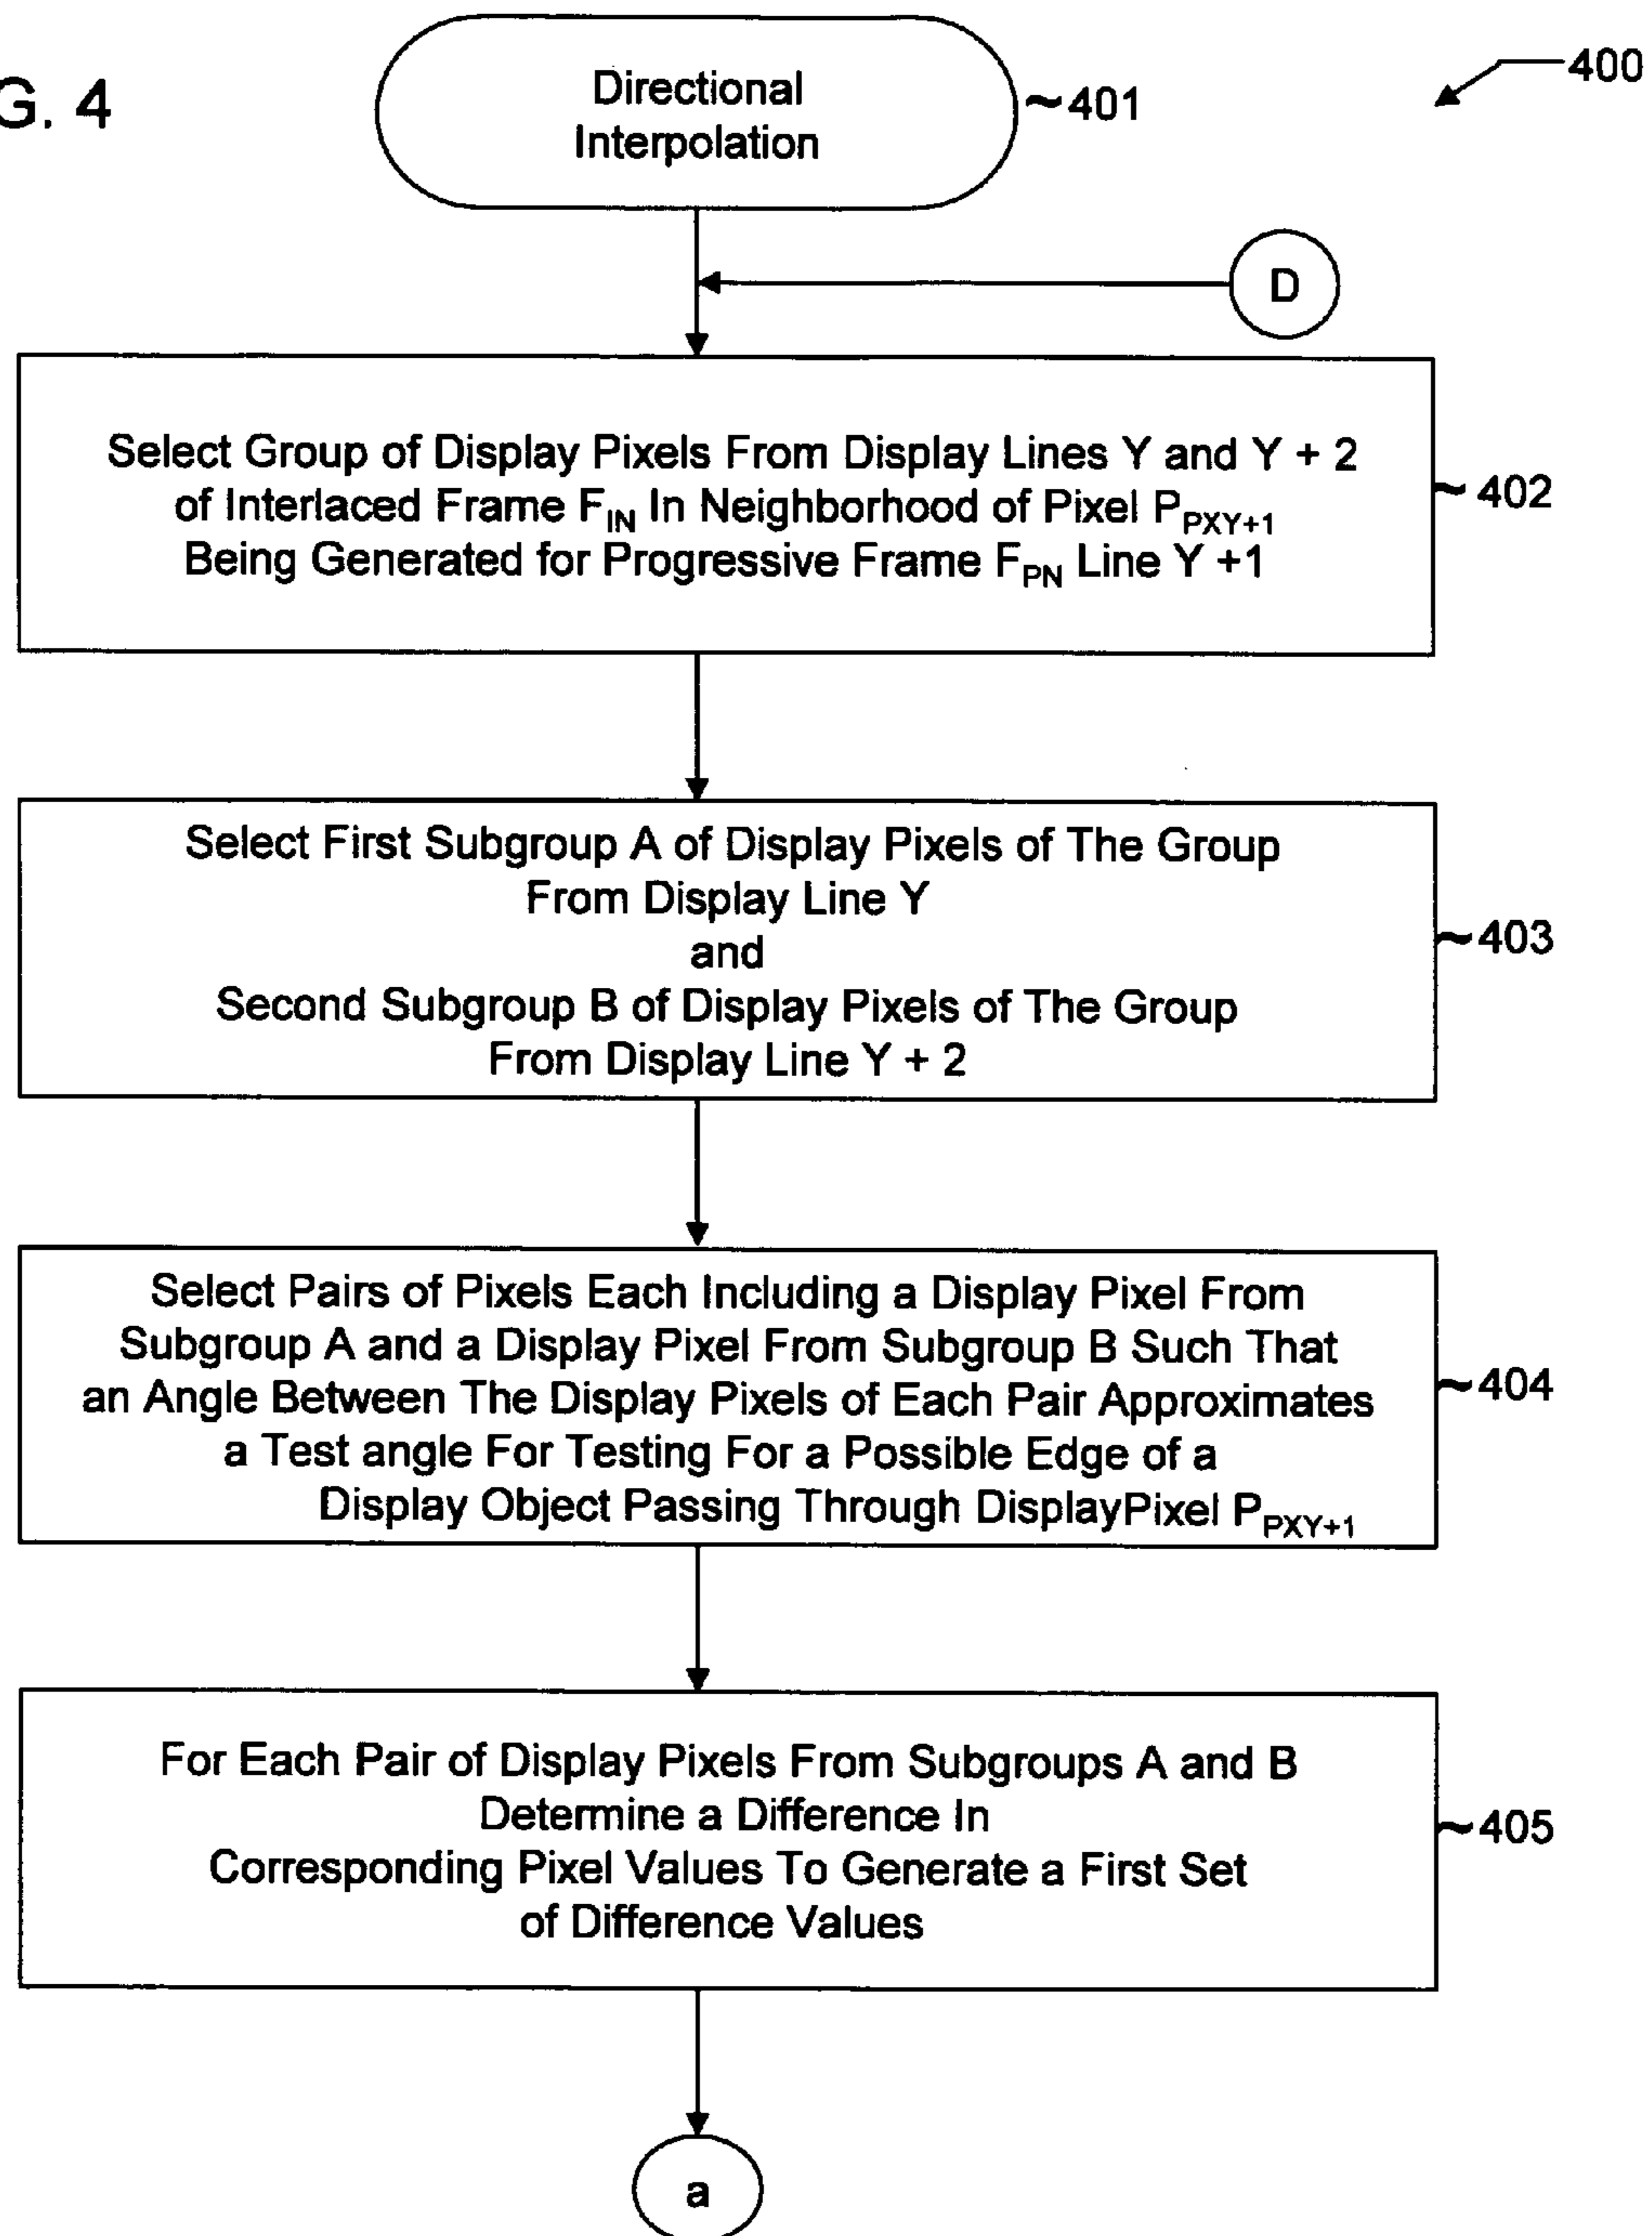 G. 4
400
Directional
Interpolation
~401
D
Select Group of Display Pixels From Display Lines Y and Y + 2
of Interlaced Frame F_IN In Neighborhood of Pixel P_PXY+1
Being Generated for Progressive Frame F_PN Line Y +1
~ 402
Select First Subgroup A of Display Pixels of The Group
From Display Line Y
and
Second Subgroup B of Display Pixels of The Group
From Display Line Y + 2
~403
Select Pairs of Pixels Each Including a Display Pixel From
Subgroup A and a Display Pixel From Subgroup B Such That
an Angle Between The Display Pixels of Each Pair Approximates
a Test angle For Testing For a Possible Edge of a
Display Object Passing Through DisplayPixel P_PXY+1
~404
For Each Pair of Display Pixels From Subgroups A and B
Determine a Difference In
Corresponding Pixel Values To Generate a First Set
of Difference Values
~405
a